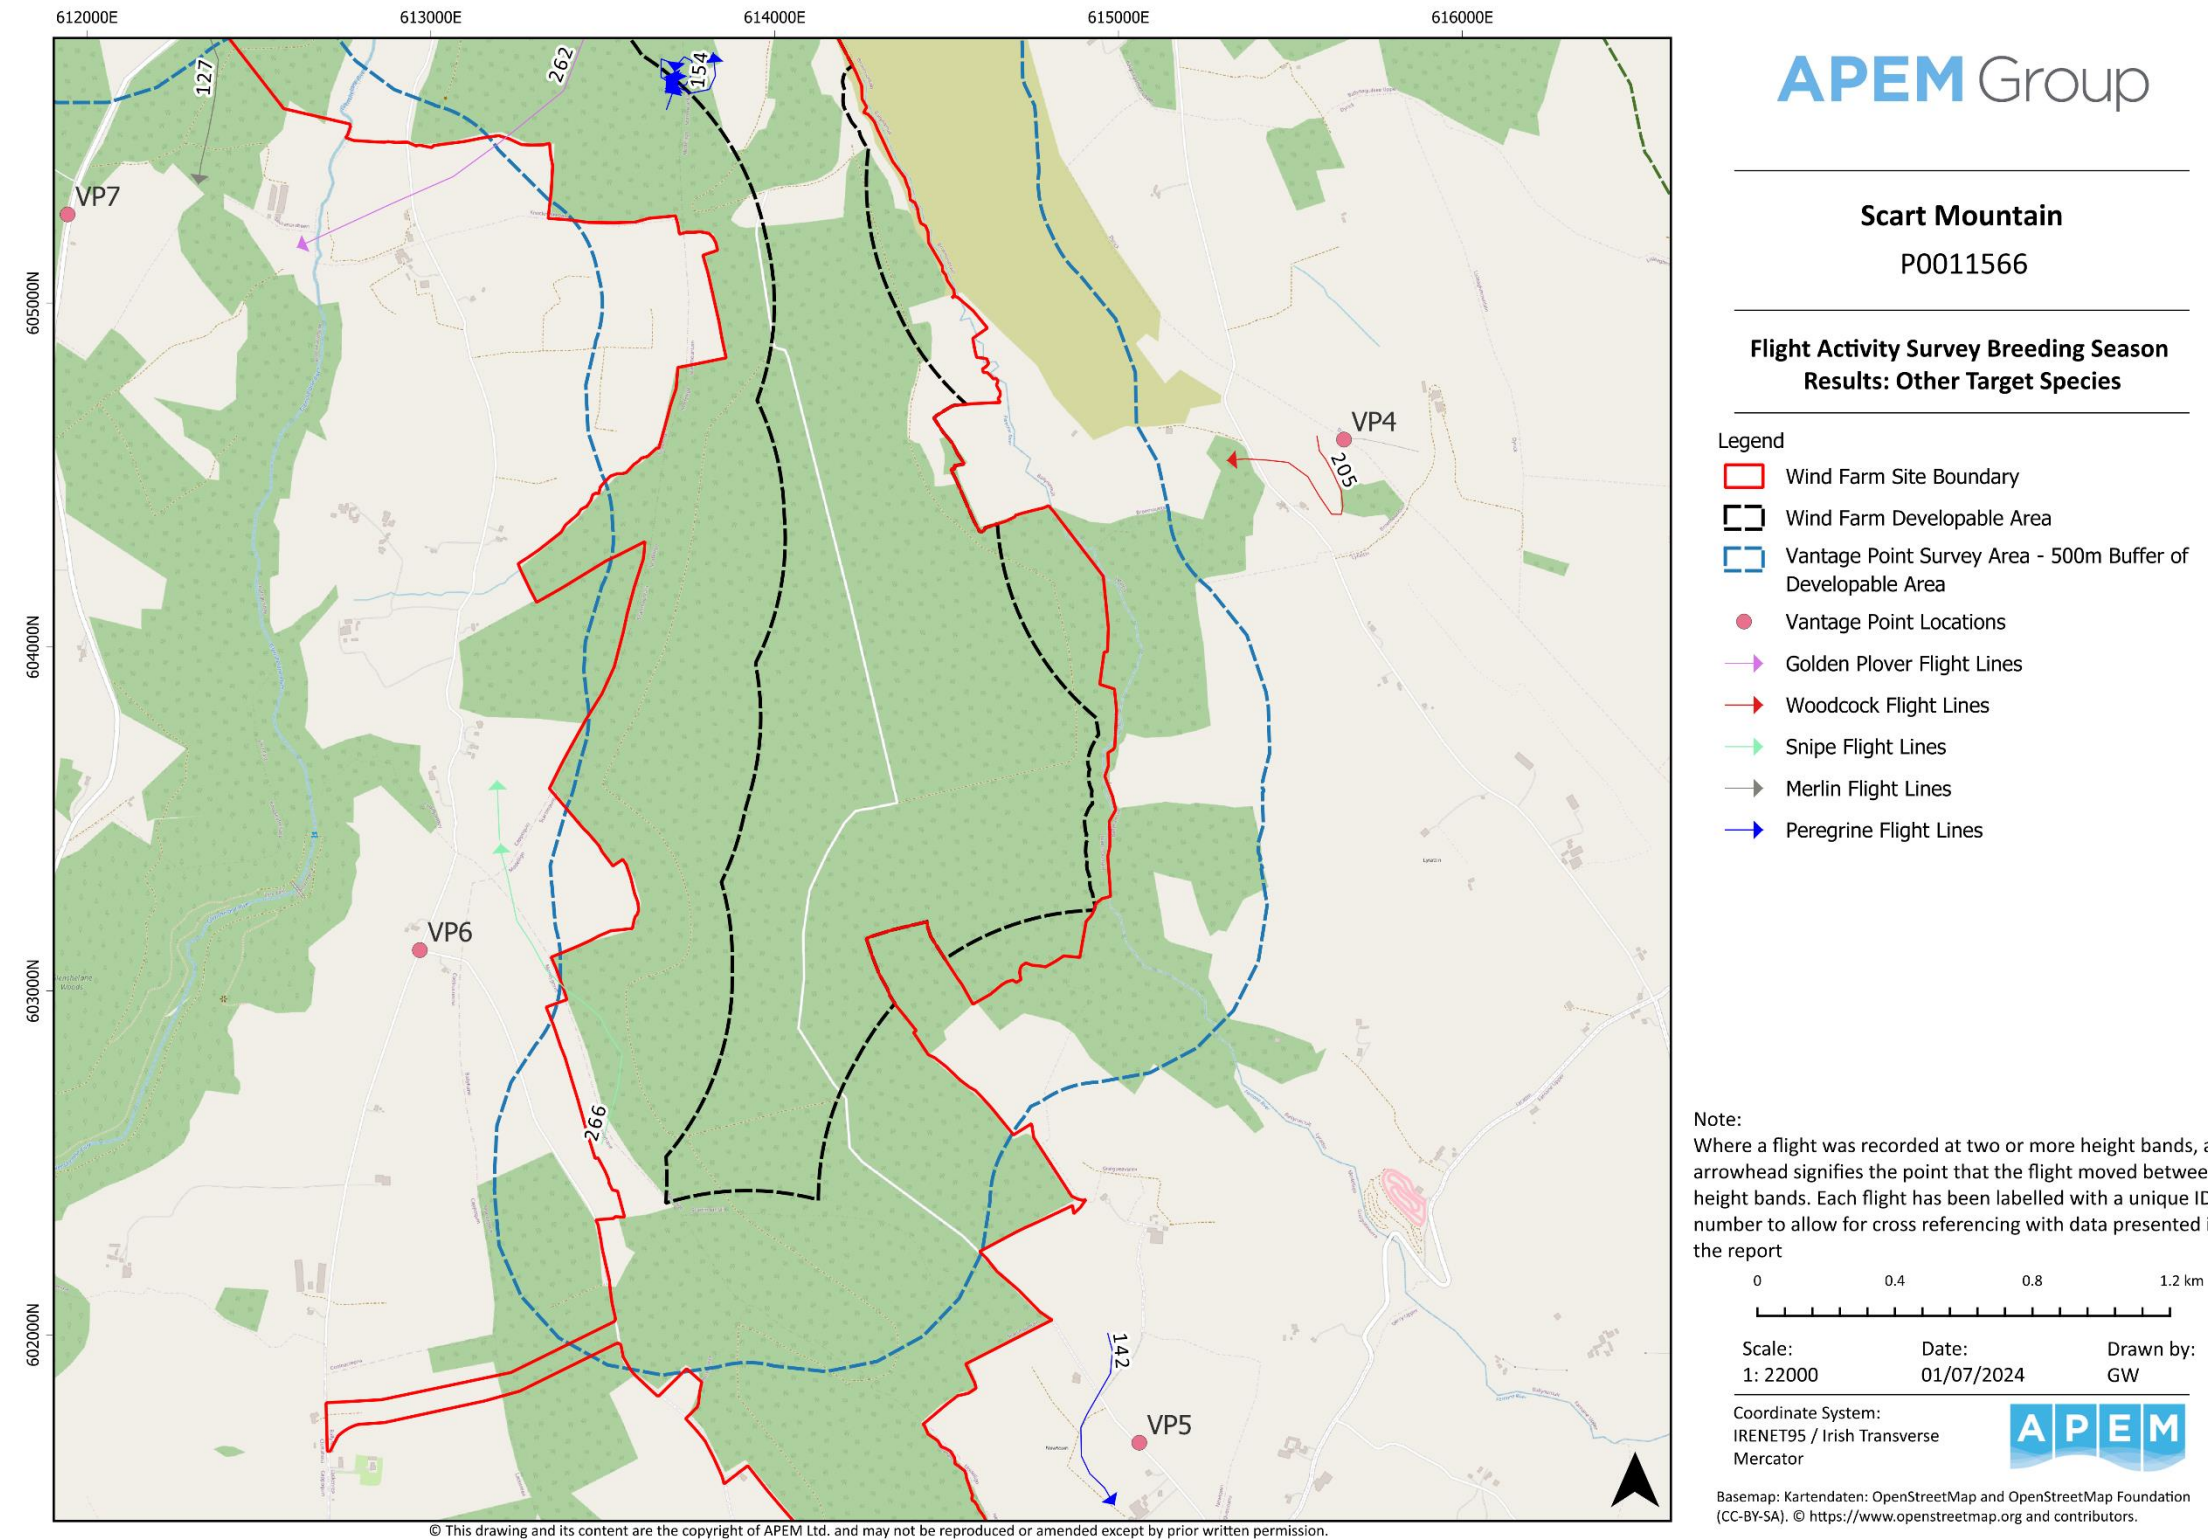 612000E
613000E
614000E
615000E
616000E
605000N
604000N
603000N
602000N
127
262
154
VP7
VP4
205
VP6
266
142
VP5
APEM Group
Scart Mountain
P0011566
Flight Activity Survey Breeding Season
Results: Other Target Species
Legend
Wind Farm Site Boundary
Wind Farm Developable Area
Vantage Point Survey Area - 500m Buffer of
Developable Area
Vantage Point Locations
Golden Plover Flight Lines
Woodcock Flight Lines
Snipe Flight Lines
Merlin Flight Lines
Peregrine Flight Lines
Note:
Where a flight was recorded at two or more height bands, a
arrowhead signifies the point that the flight moved betwee
height bands. Each flight has been labelled with a unique ID
number to allow for cross referencing with data presented i
the report
0 0.4 0.8 1.2 km
Scale: Date: Drawn by:
1: 22000 01/07/2024 GW
Coordinate System:
IRENET95 / Irish Transverse
Mercator
APEM
Basemap: Kartendaten: OpenStreetMap and OpenStreetMap Foundation
(CC-BY-SA). © https://www.openstreetmap.org and contributors.
© This drawing and its content are the copyright of APEM Ltd. and may not be reproduced or amended except by prior written permission.